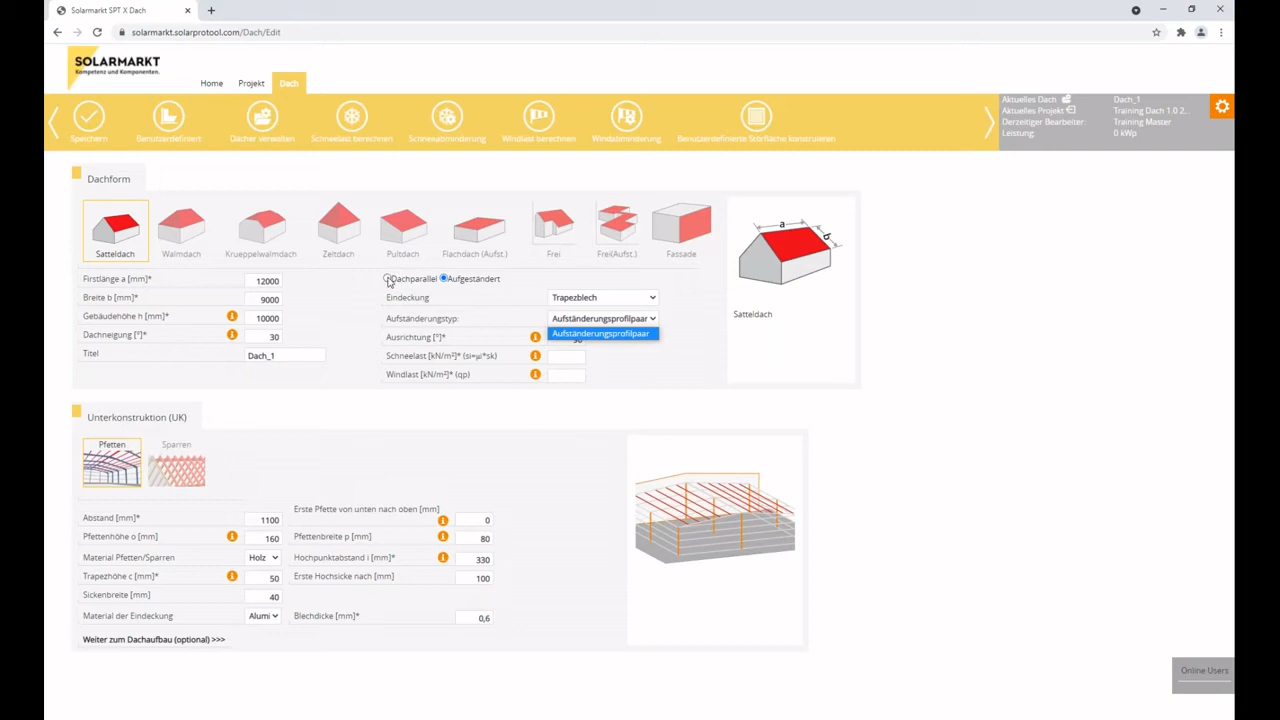 Solarmarkt SPT X Dach
solarmarkt.solarprotool.com/Dach/Edit
SOLARMARKT
Kompetenz und Komponenten.
Home Projekt Dach
Speichern Benutzerdefiniert Dächer verwalten Schneelast berechnen Schneeabminderung Windlast berechnen Windabminderung Benutzerdefinierte Störfläche konstruieren
Aktuelles Dach Dach_1
Aktuelles Projekt Training Dach 1.0 2...
Derzeitiger Bearbeiter: Training Master
Leistung: 0 kWp
Dachform
Satteldach Walmdach Krueppelwalmdach Zeltdach Pultdach Flachdach (Aufst.) Frei Frei(Aufst.) Fassade
a
b
Satteldach
Firstlänge a [mm]* 12000
Breite b [mm]* 9000
Gebäudehöhe h [mm]* 10000
Dachneigung [°]* 30
Titel Dach_1
Dachparallel Aufgeständert
Eindeckung Trapezblech
Aufständerungstyp: Aufständerungsprofilpaar
Aufständerungsprofilpaar
Ausrichtung [°]*
Schneelast [kN/m²]* (si=μi*sk)
Windlast [kN/m²]* (qp)
Unterkonstruktion (UK)
Pfetten Sparren
Abstand [mm]* 1100
Pfettenhöhe o [mm] 160
Material Pfetten/Sparren Holz
Trapezhöhe c [mm]* 50
Sickenbreite [mm] 40
Material der Eindeckung Alumi
Erste Pfette von unten nach oben [mm] 0
Pfettenbreite p [mm] 80
Hochpunktabstand i [mm]* 330
Erste Hochsicke nach [mm] 100
Blechdicke [mm]* 0,6
Weiter zum Dachaufbau (optional) >>>
Online Users